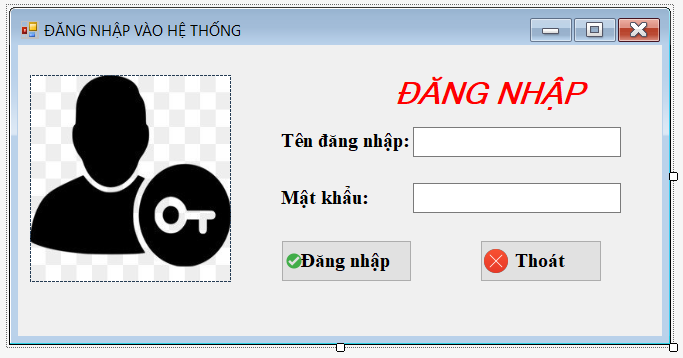 ĐĂNG NHẬP VÀO HỆ THỐNG
ĐĂNG NHẬP
Tên đăng nhập:
Mật khẩu:
Đăng nhập
Thoát